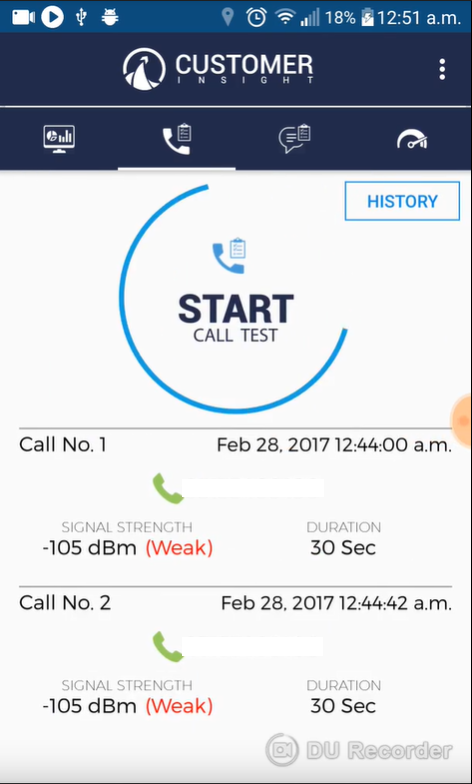 18% 12:51 a.m.
CUSTOMER
INSIGHT
HISTORY
START
CALL TEST
Call No. 1 Feb 28, 2017 12:44:00 a.m.
SIGNAL STRENGTH DURATION
-105 dBm (Weak) 30 Sec
Call No. 2 Feb 28, 2017 12:44:42 a.m.
SIGNAL STRENGTH DURATION
-105 dBm (Weak) 30 Sec
DU Recorder